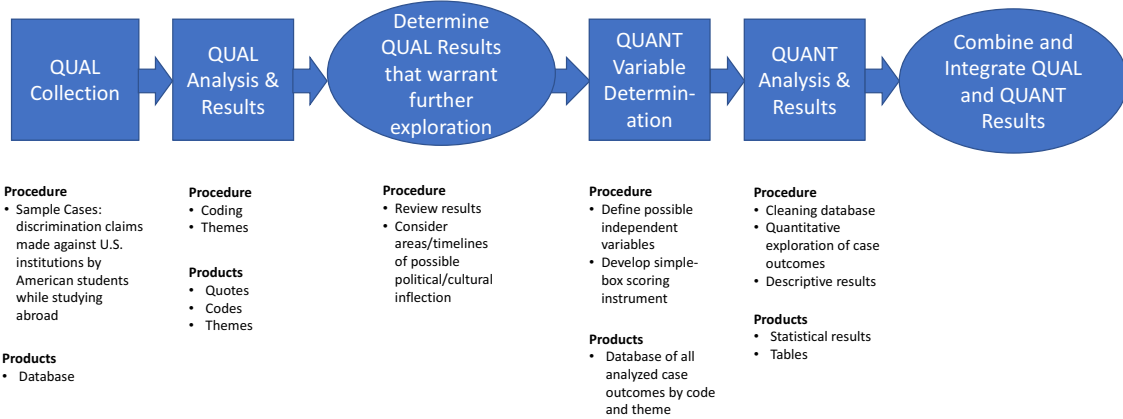 QUAL
Collection
QUAL
Analysis &
Results
Determine
QUAL Results
that warrant
further
exploration
QUANT
Variable
Determin-
ation
QUANT
Analysis &
Results
Combine and
Integrate QUAL
and QUANT
Results
Procedure
• Sample Cases:
discrimination claims
made against U.S.
institutions by
American students
while studying
abroad
Products
• Database
Procedure
• Coding
• Themes
Products
• Quotes
• Codes
• Themes
Procedure
• Review results
• Consider
areas/timelines
of possible
political/cultural
inflection
Procedure
• Define possible
independent
variables
• Develop simple-
box scoring
instrument
Products
• Database of all
analyzed case
outcomes by code
and theme
Procedure
• Cleaning database
• Quantitative
exploration of case
outcomes
• Descriptive results
Products
• Statistical results
• Tables